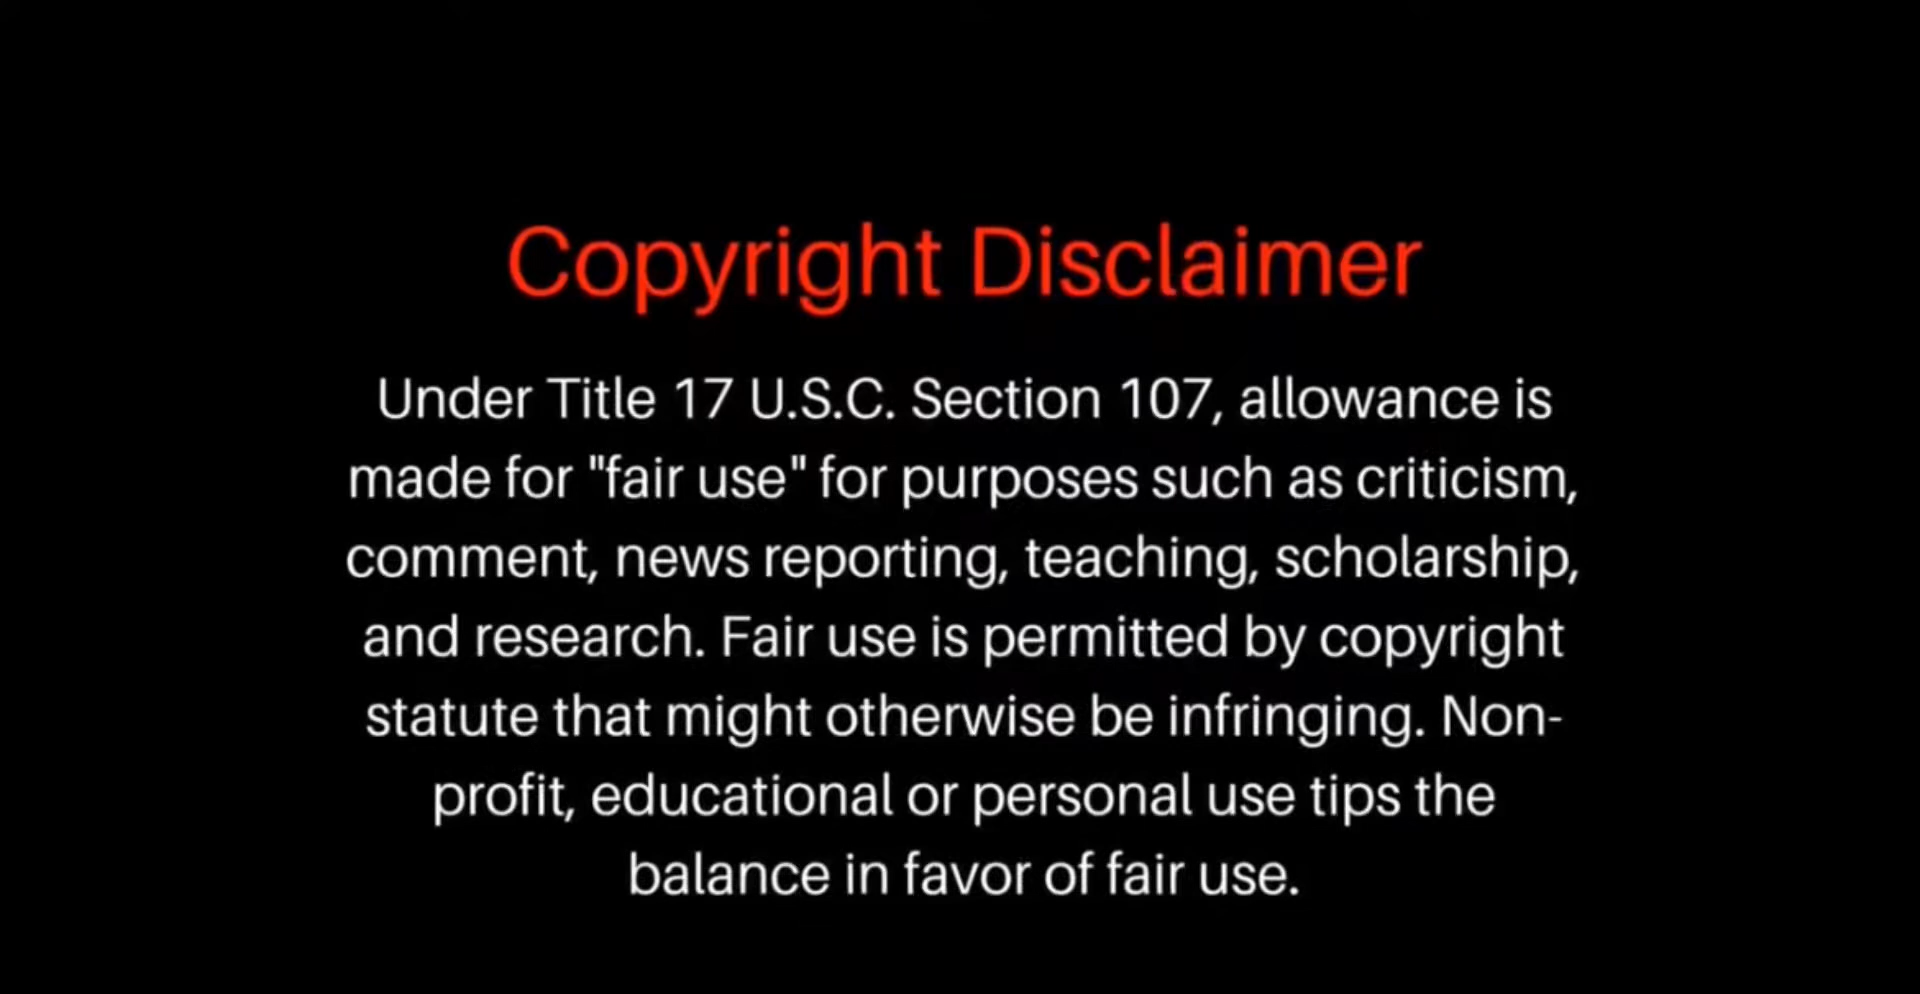 Copyright Disclaimer
Under Title 17 U.S.C. Section 107, allowance is
made for "fair use" for purposes such as criticism,
comment, news reporting, teaching, scholarship,
and research. Fair use is permitted by copyright
statute that might otherwise be infringing. Non-
profit, educational or personal use tips the
balance in favor of fair use.